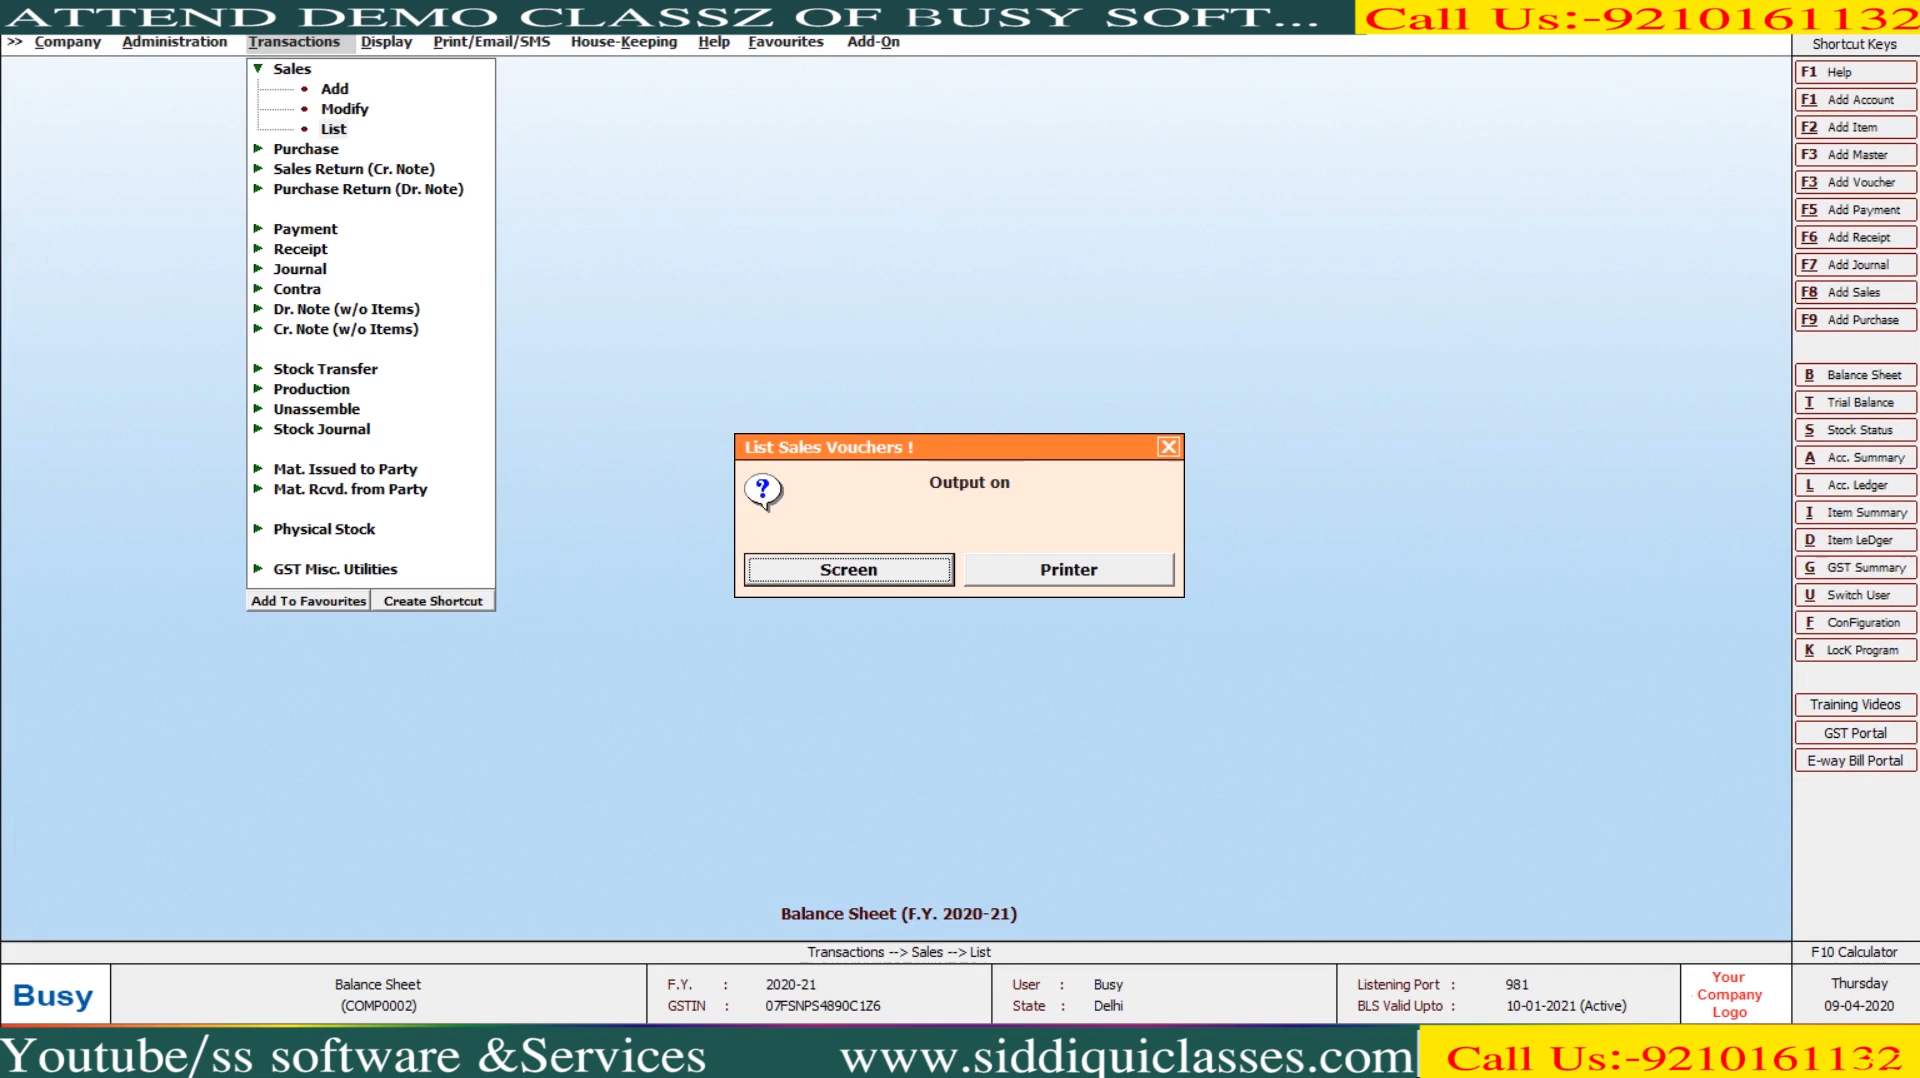 ATTEND DEMO CLASSZ OF BUSY SOFT...
Call Us:-9210161132
>> Company Administration Transactions Display Print/Email/SMS House-Keeping Help Favourites Add-On
Sales
Add
Modify
List
Purchase
Sales Return (Cr. Note)
Purchase Return (Dr. Note)
Payment
Receipt
Journal
Contra
Dr. Note (w/o Items)
Cr. Note (w/o Items)
Stock Transfer
Production
Unassemble
Stock Journal
Mat. Issued to Party
Mat. Rcvd. from Party
Physical Stock
GST Misc. Utilities
Add To Favourites Create Shortcut
List Sales Vouchers !
?
Output on
Screen Printer
Shortcut Keys
F1 Help
F1 Add Account
F2 Add Item
F3 Add Master
F3 Add Voucher
F5 Add Payment
F6 Add Receipt
F7 Add Journal
F8 Add Sales
F9 Add Purchase
B Balance Sheet
T Trial Balance
S Stock Status
A Acc. Summary
L Acc. Ledger
I Item Summary
D Item LeDger
G GST Summary
U Switch User
F ConFiguration
K LocK Program
Training Videos
GST Portal
E-way Bill Portal
Balance Sheet (F.Y. 2020-21)
Transactions --> Sales --> List
F10 Calculator
Busy
Balance Sheet
(COMP0002)
F.Y. : 2020-21
GSTIN : 07FSNPS4890C1Z6
User : Busy
State : Delhi
Listening Port : 981
BLS Valid Upto : 10-01-2021 (Active)
Your
Company
Logo
Thursday
09-04-2020
Youtube/ss software &Services
www.siddiquiclasses.com
Call Us:-9210161132